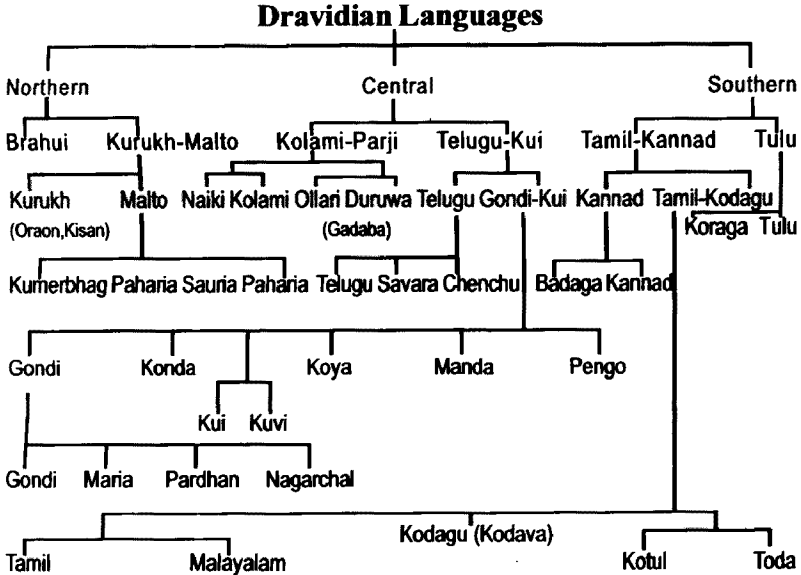 Dravidian Languages
Northern Central Southern
Brahui Kurukh-Malto Kolami-Parji Telugu-Kui Tamil-Kannad Tulu
Kurukh Malto Naiki Kolami Ollari Duruwa Telugu Gondi-Kui Kannad Tamil-Kodagu
(Oraon,Kisan) (Gadaba) Koraga Tulu
Kumerbhag Paharia Sauria Paharia Telugu Savara Chenchu Badaga Kannad
Gondi Konda Koya Manda Pengo
Kui Kuvi
Gondi Maria Pardhan Nagarchal
Kodagu (Kodava)
Tamil Malayalam Kotul Toda